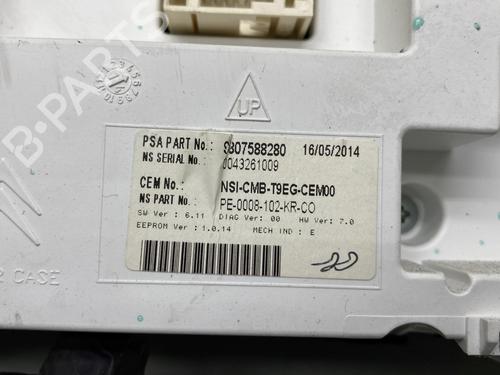 UP
PSA PART No.: 9807588280 16/05/2014
NS SERIAL No.: 0043261009
CEM No.: NSI-CMB-T9EG-CEM00
NS PART No.: PE-0008-102-KR-CO
SW Ver : 6.11 DIAG Ver: 00 HW Ver: 7.0
EEPROM Ver : 1.0.14 MECH IND : E
CASE
B-PARTS